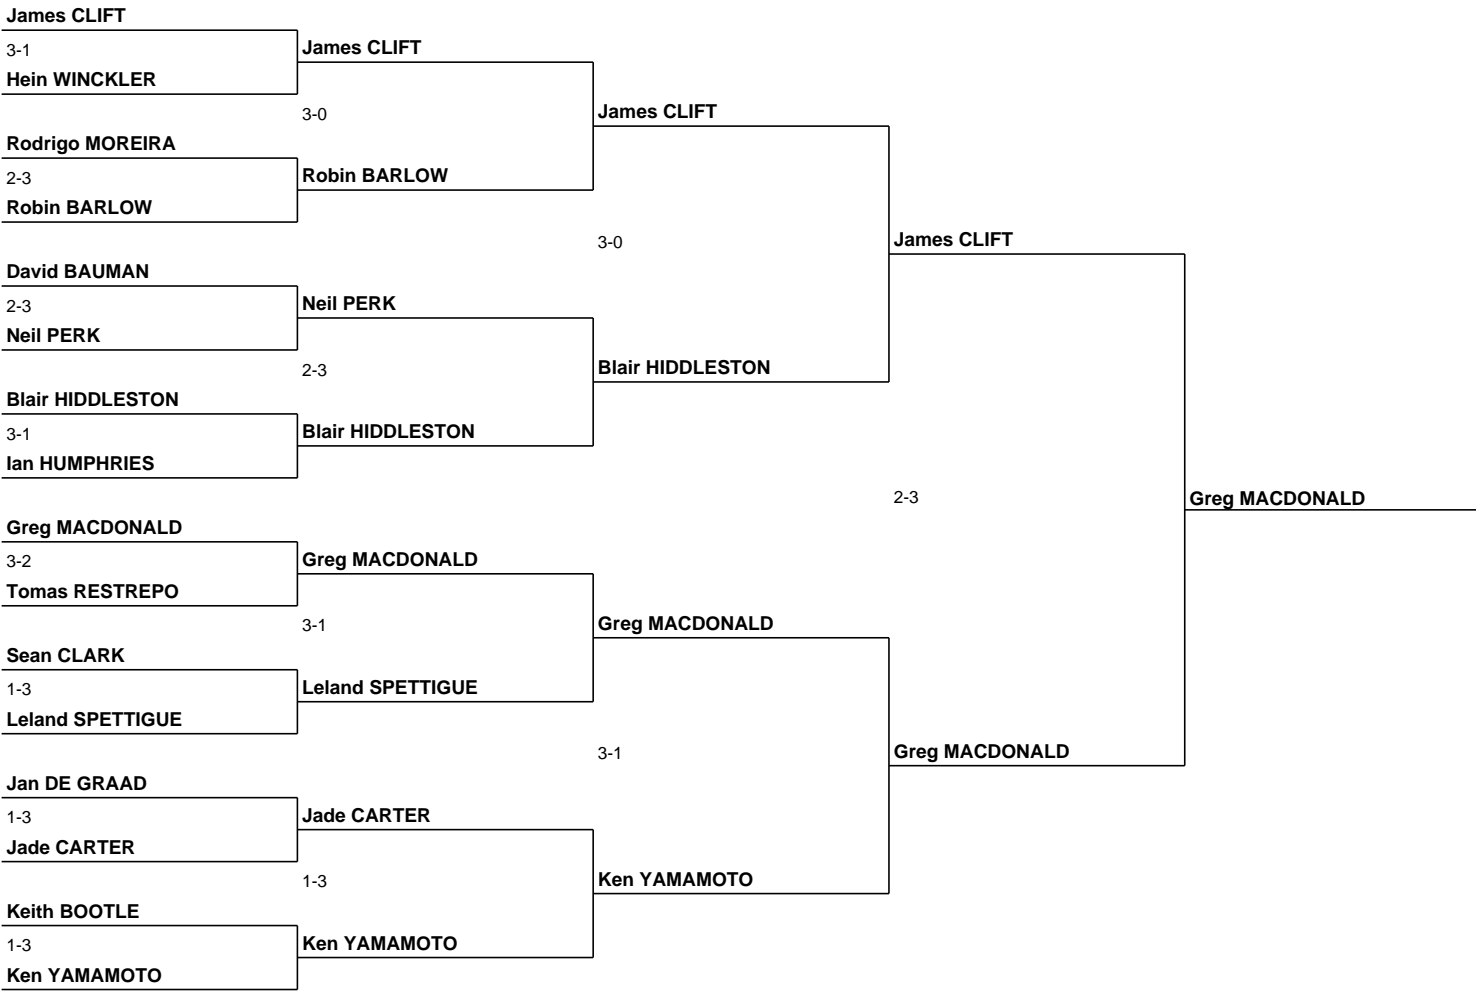 James CLIFT
3-1
Hein WINCKLER
Rodrigo MOREIRA
2-3
Robin BARLOW
David BAUMAN
2-3
Neil PERK
Blair HIDDLESTON
3-1
Ian HUMPHRIES
Greg MACDONALD
3-2
Tomas RESTREPO
Sean CLARK
1-3
Leland SPETTIGUE
Jan DE GRAAD
1-3
Jade CARTER
Keith BOOTLE
1-3
Ken YAMAMOTO
James CLIFT
3-0
Robin BARLOW
Neil PERK
2-3
Blair HIDDLESTON
Greg MACDONALD
3-1
Leland SPETTIGUE
Jade CARTER
1-3
Ken YAMAMOTO
James CLIFT
3-0
Blair HIDDLESTON
Greg MACDONALD
3-1
Ken YAMAMOTO
James CLIFT
2-3
Greg MACDONALD
Greg MACDONALD